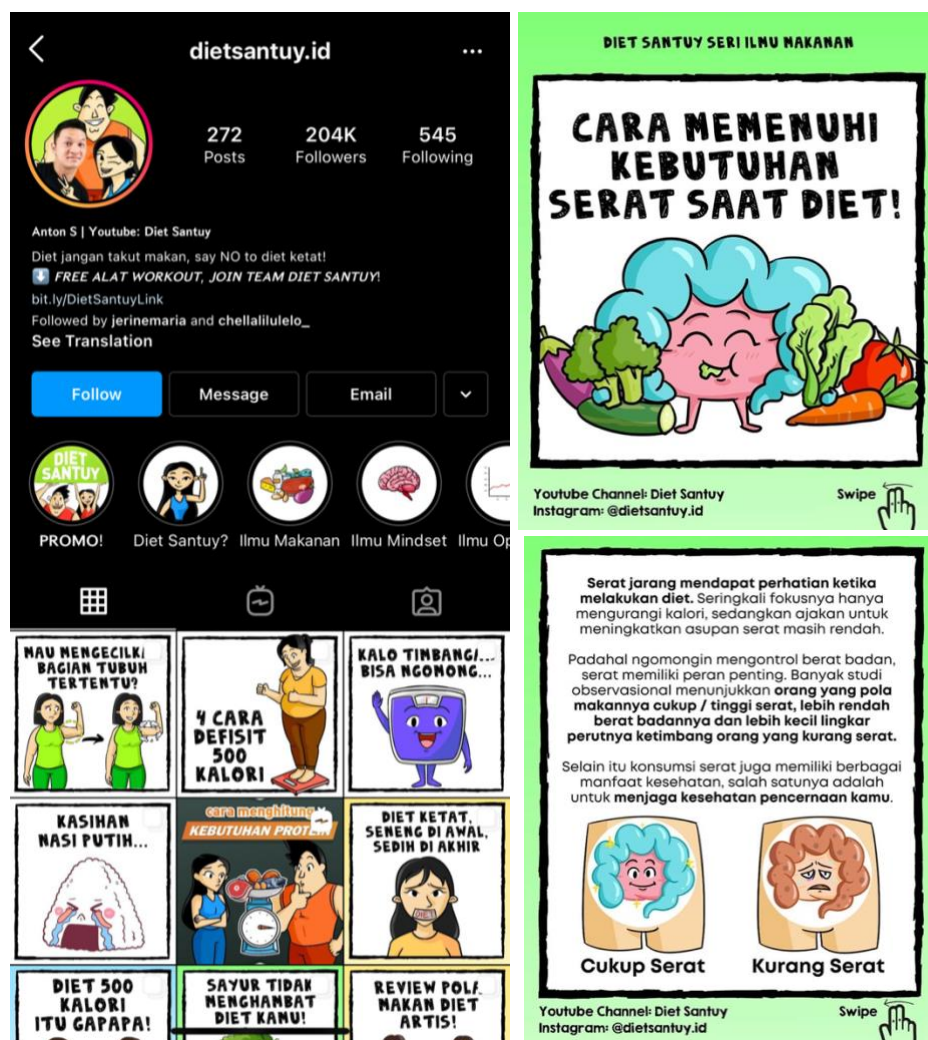 dietsantuy.id
272
Posts
204K
Followers
545
Following
Anton S | Youtube: Diet Santuy
Diet jangan takut makan, say NO to diet ketat!
FREE ALAT WORKOUT, JOIN TEAM DIET SANTUY!
bit.ly/DietSantuyLink
Followed by jerinemaria and chellalilulelo_
See Translation
Follow
Message
Email
DIET
SANTUY
PROMO!
Diet Santuy?
Ilmu Makanan
Ilmu Mindset
Ilmu Op
MAU MENGECILKI
BAGIAN TUBUH
TERTENTU?
4 CARA
DEFISIT
500
KALORI
KALO TIMBANG/...
BISA NGOMONG...
KASIHAN
NASI PUTIH...
cara menghitung
KEBUTUHAN PROTEIN
DIET KETAT,
SENENG DI AWAL,
SEDIH DI AKHIR
DIET
DIET 500
KALORI
ITU GAPAPA!
SAYUR TIDAK
MENGHAMBAT
DIET KAMU!
REVIEW POLA
MAKAN DIET
ARTIS!
DIET SANTUY SERI ILMU MAKANAN
CARA MEMENUHI
KEBUTUHAN
SERAT SAAT DIET!
Youtube Channel: Diet Santuy
Instagram: @dietsantuy.id
Swipe
Serat jarang mendapat perhatian ketika
melakukan diet. Seringkali fokusnya hanya
mengurangi kalori, sedangkan ajakan untuk
meningkatkan asupan serat masih rendah.
Padahal ngomongin mengontrol berat badan,
serat memiliki peran penting. Banyak studi
observasional menunjukkan orang yang pola
makannya cukup / tinggi serat, lebih rendah
berat badannya dan lebih kecil lingkar
perutnya ketimbang orang yang kurang serat.
Selain itu konsumsi serat juga memiliki berbagai
manfaat kesehatan, salah satunya adalah
untuk menjaga kesehatan pencernaan kamu.
Cukup Serat
Kurang Serat
Youtube Channel: Diet Santuy
Instagram: @dietsantuy.id
Swipe